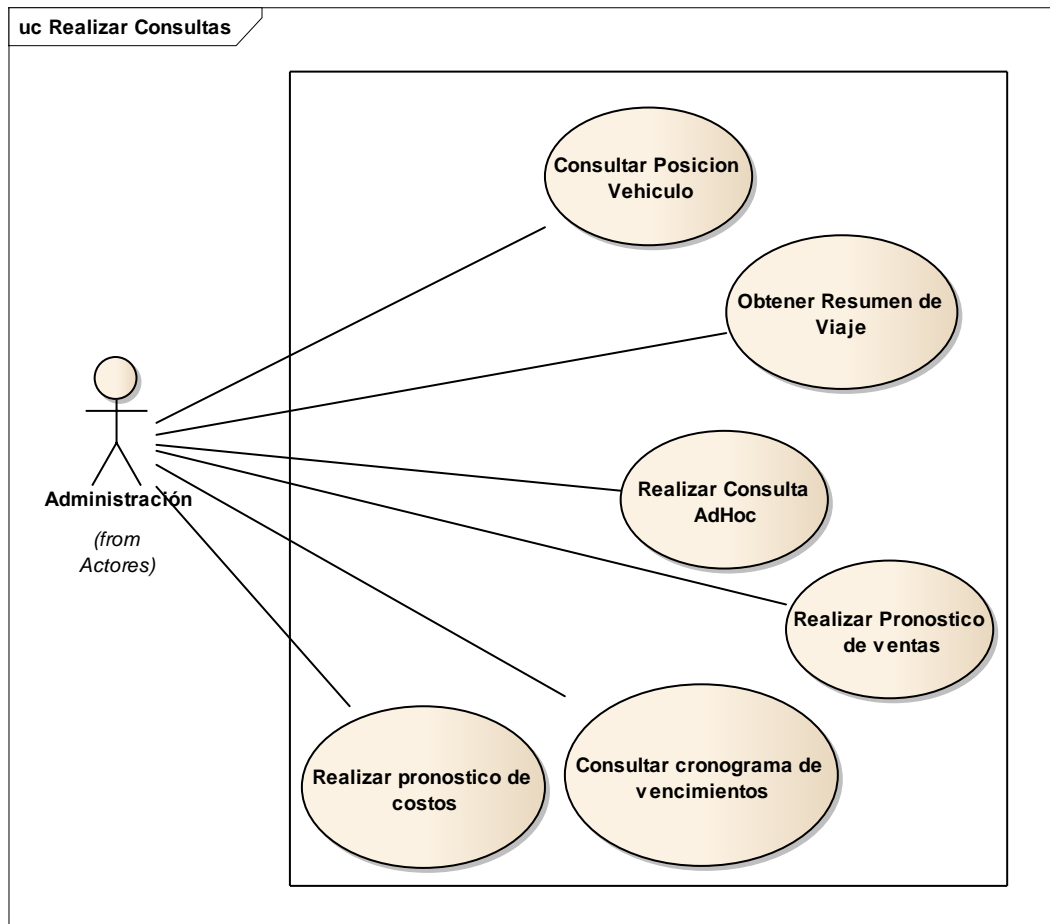 uc Realizar Consultas
Consultar Posicion
Vehiculo
Obtener Resumen de
Viaje
Administración
(from
Actores)
Realizar Consulta
AdHoc
Realizar Pronostico
de ventas
Realizar pronostico de
costos
Consultar cronograma de
vencimientos